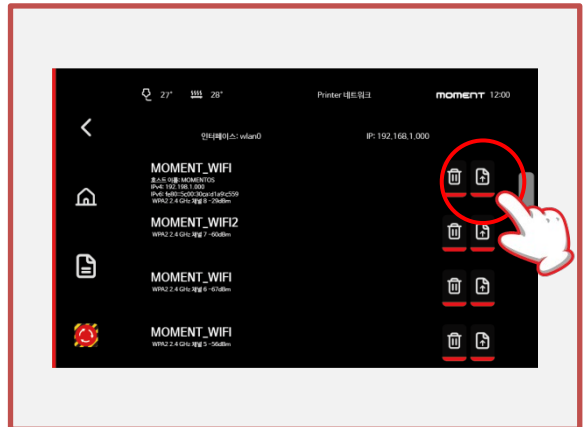 27° 28° Printer 네트워크 moment 12:00
인터페이스: wlan0 IP: 192,168,1,000
MOMENT_WIFI
호스트 이름: MOMENTOS
IPv4: 192.198.1.000
WPA2 2.4 GHz 채널 8 -29dBm
MOMENT_WIFI2
WPA2 2.4 GHz 채널 7 -60dBm
MOMENT_WIFI
WPA2 2.4 GHz 채널 6 -67dBm
MOMENT_WIFI
WPA2 2.4 GHz 채널 5 -56dBm